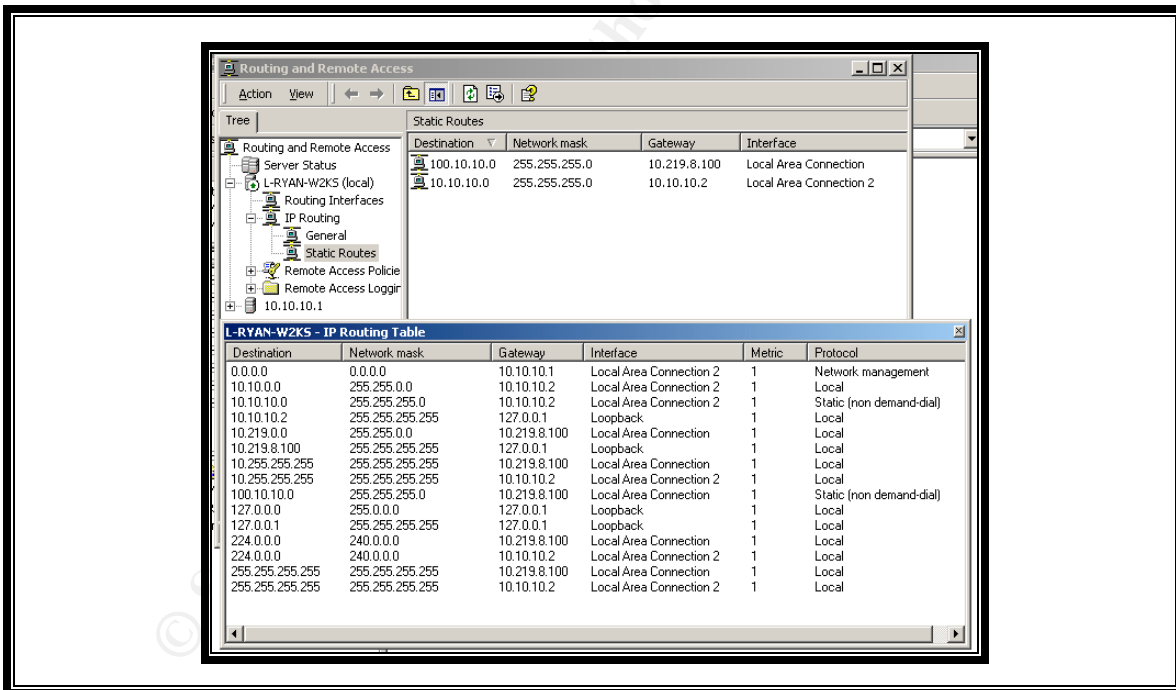 Routing and Remote Access
Action View
Tree
Static Routes
Routing and Remote Access
Server Status
L-RYAN-W2KS (local)
Routing Interfaces
IP Routing
General
Static Routes
Remote Access Policie
Remote Access Loggin
10.10.10.1
Destination Network mask Gateway Interface
100.10.10.0 255.255.255.0 10.219.8.100 Local Area Connection
10.10.10.0 255.255.255.0 10.10.10.2 Local Area Connection 2
L-RYAN-W2KS - IP Routing Table
Destination Network mask Gateway Interface Metric Protocol
0.0.0.0 0.0.0.0 10.10.10.1 Local Area Connection 2 1 Network management
10.10.0.0 255.255.0.0 10.10.10.2 Local Area Connection 2 1 Local
10.10.10.0 255.255.255.0 10.10.10.2 Local Area Connection 2 1 Static (non demand-dial)
10.10.10.2 255.255.255.255 127.0.0.1 Loopback 1 Local
10.219.0.0 255.255.0.0 10.219.8.100 Local Area Connection 1 Local
10.219.8.100 255.255.255.255 127.0.0.1 Loopback 1 Local
10.255.255.255 255.255.255.255 10.219.8.100 Local Area Connection 1 Local
10.255.255.255 255.255.255.255 10.10.10.2 Local Area Connection 2 1 Local
100.10.10.0 255.255.255.0 10.219.8.100 Local Area Connection 1 Static (non demand-dial)
127.0.0.0 255.0.0.0 127.0.0.1 Loopback 1 Local
127.0.0.1 255.255.255.255 127.0.0.1 Loopback 1 Local
224.0.0.0 240.0.0.0 10.219.8.100 Local Area Connection 1 Local
224.0.0.0 240.0.0.0 10.10.10.2 Local Area Connection 2 1 Local
255.255.255.255 255.255.255.255 10.219.8.100 Local Area Connection 1 Local
255.255.255.255 255.255.255.255 10.10.10.2 Local Area Connection 2 1 Local